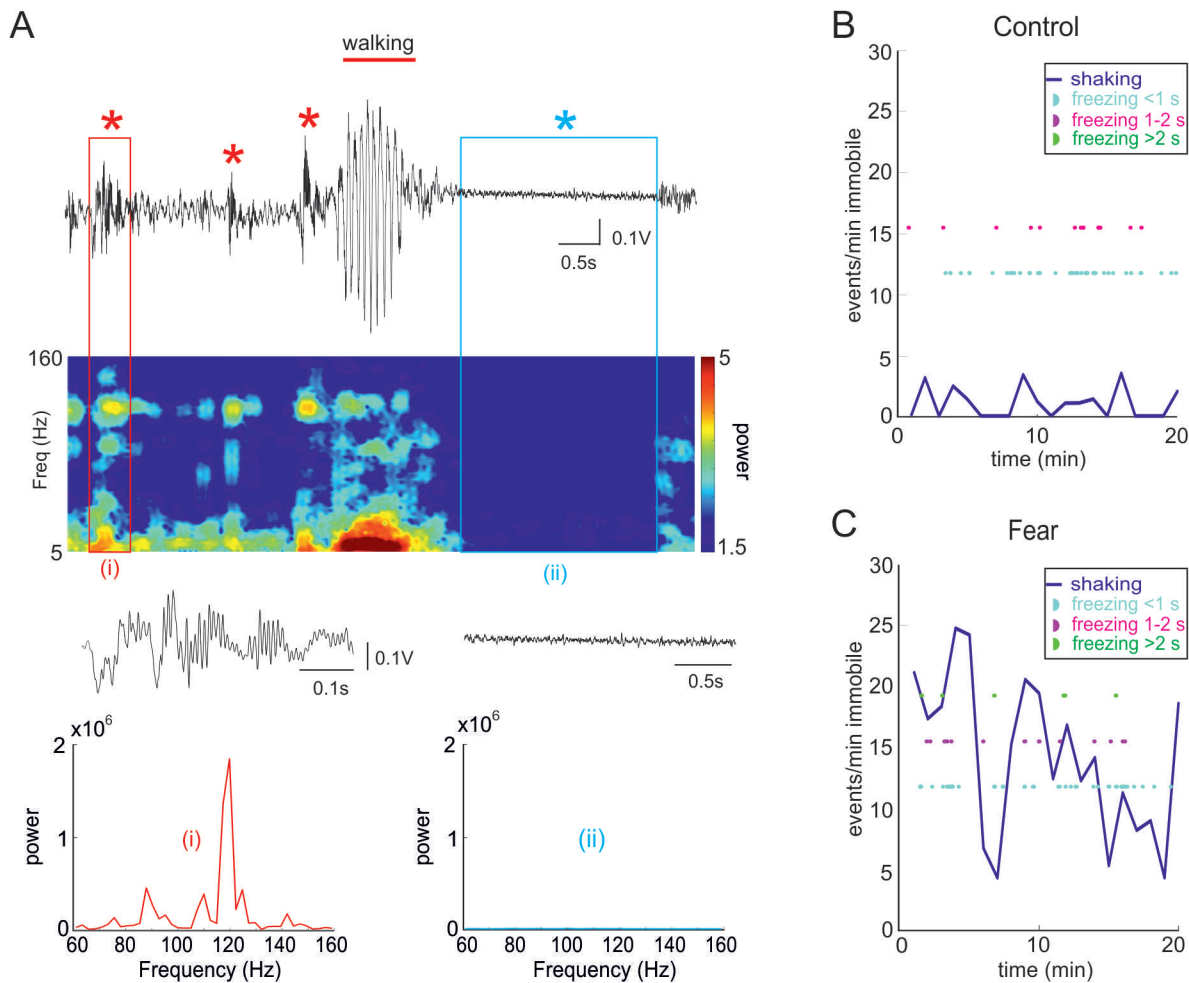 A
walking
*
*
*
*
0.1V
0.5s
160
Freq (Hz)
5
5
power
1.5
(i)
(ii)
0.1V
0.1s
0.5s
x10⁶
2
1
0
power
(i)
60 80 100 120 140 160
Frequency (Hz)
x10⁶
2
1
0
power
(ii)
60 80 100 120 140 160
Frequency (Hz)
B
Control
30
25
20
15
10
5
0
events/min immobile
shaking
freezing <1 s
freezing 1-2 s
freezing >2 s
0 10 20
time (min)
C
Fear
30
25
20
15
10
5
0
events/min immobile
shaking
freezing <1 s
freezing 1-2 s
freezing >2 s
0 10 20
time (min)